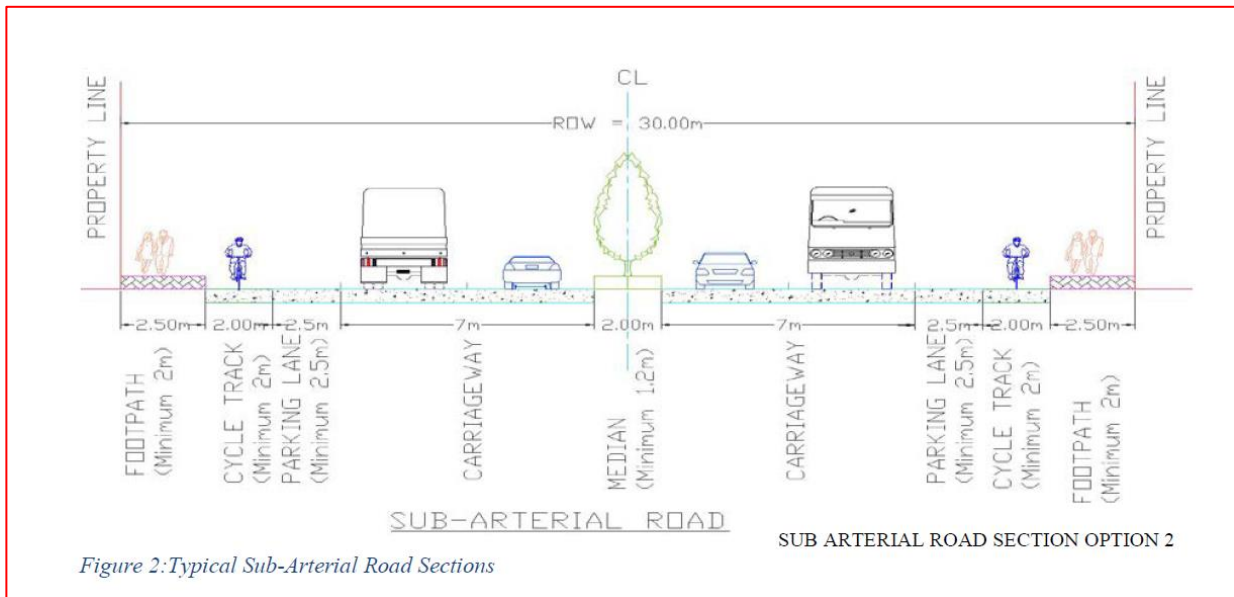 CL
PROPERTY LINE
ROW = 30.00m
PROPERTY LINE
2.50m
2.00m
2.5m
7m
2.00m
7m
2.5m
2.00m
2.50m
FOOTPATH
(Minimum 2m)
CYCLE TRACK
(Minimum 2m)
PARKING LANE
(Minimum 2.5m)
CARRIAGEWAY
MEDIAN
(Minimum 1.2m)
CARRIAGEWAY
PARKING LANE
(Minimum 2.5m)
CYCLE TRACK
(Minimum 2m)
FOOTPATH
(Minimum 2m)
SUB-ARTERIAL ROAD
SUB ARTERIAL ROAD SECTION OPTION 2
Figure 2:Typical Sub-Arterial Road Sections